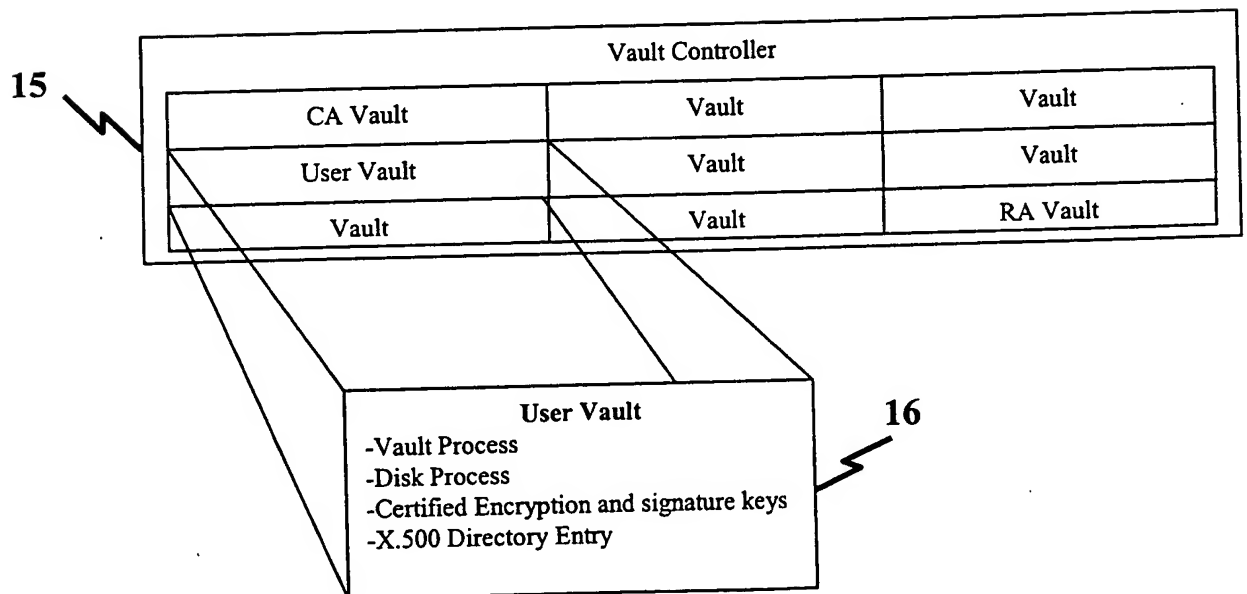 Vault Controller
15
CA Vault
Vault
Vault
User Vault
Vault
Vault
Vault
Vault
RA Vault
User Vault
16
-Vault Process
-Disk Process
-Certified Encryption and signature keys
-X.500 Directory Entry